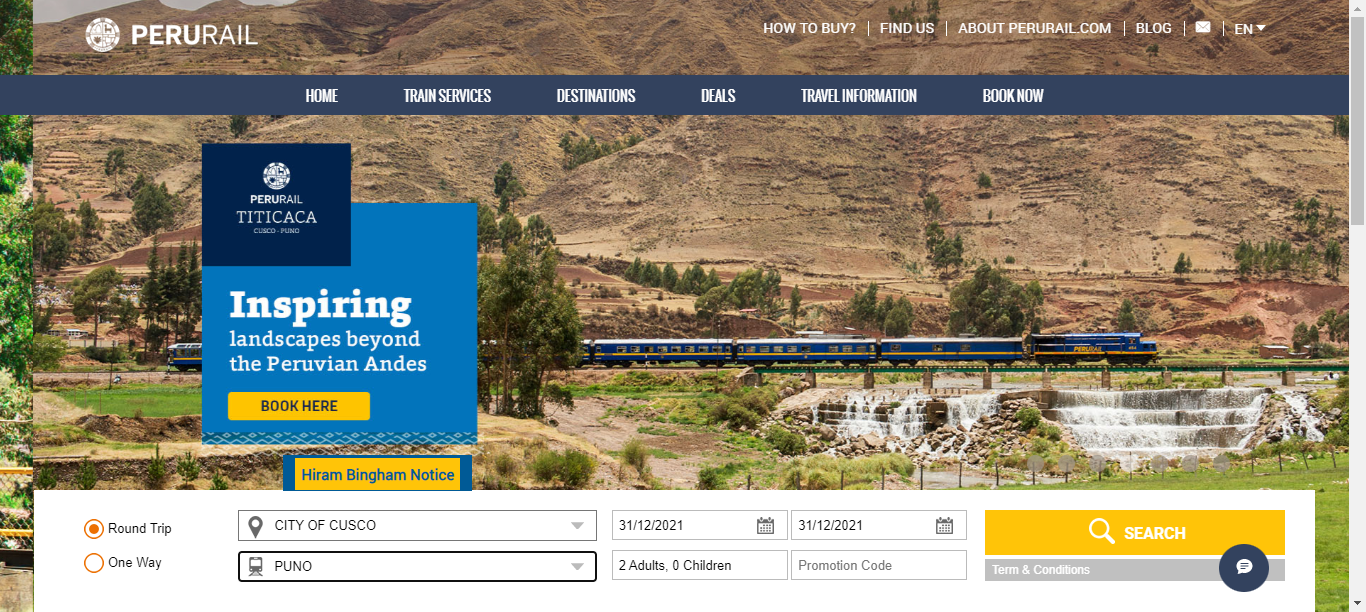 PERURAIL
HOW TO BUY?
FIND US
ABOUT PERURAIL.COM
BLOG
EN
HOME
TRAIN SERVICES
DESTINATIONS
DEALS
TRAVEL INFORMATION
BOOK NOW
PERURAIL
TITICACA
CUSCO - PUNO
Inspiring
landscapes beyond
the Peruvian Andes
BOOK HERE
PERURAIL
Hiram Bingham Notice
Round Trip
CITY OF CUSCO
31/12/2021
31/12/2021
SEARCH
One Way
PUNO
2 Adults, 0 Children
Promotion Code
Term & Conditions